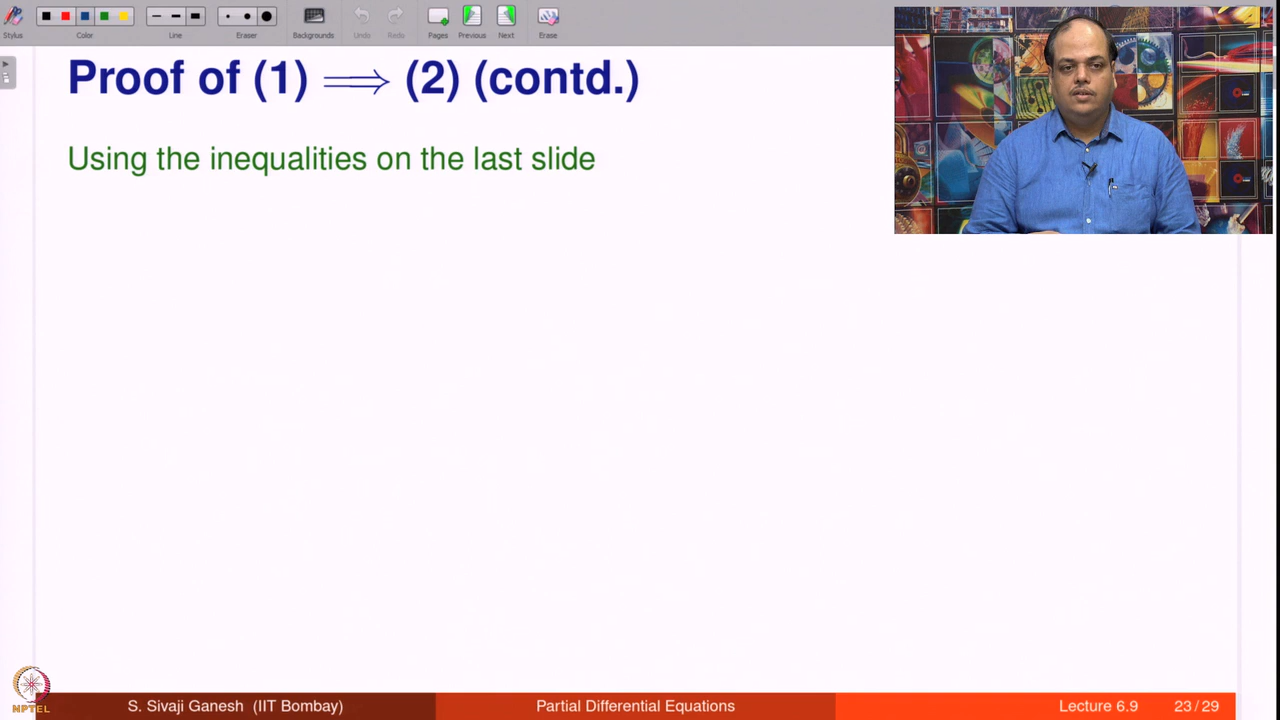 Stylus
Color
Line
Eraser
Backgrounds
Undo
Redo
Pages
Previous
Next
Erase
Proof of (1) ⟹ (2) (contd.)
Using the inequalities on the last slide
NPTEL
S. Sivaji Ganesh (IIT Bombay)
Partial Differential Equations
Lecture 6.9
23/29